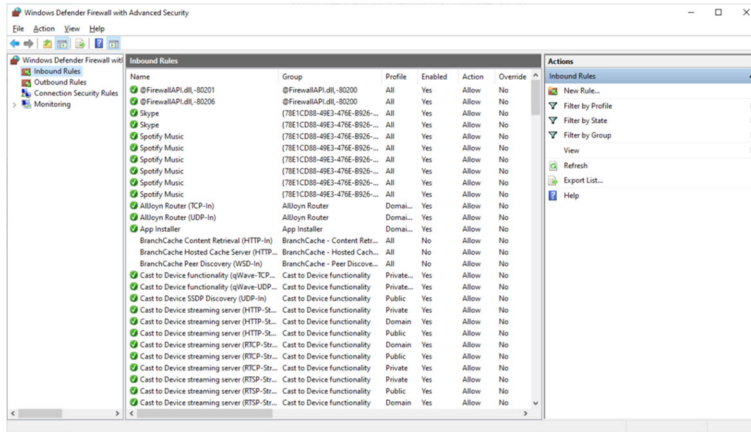 Windows Defender Firewall with Advanced Security
File Action View Help
Windows Defender Firewall witl
Inbound Rules
Outbound Rules
Connection Security Rules
Monitoring
Inbound Rules
Name Group Profile Enabled Action Override
@FirewallAPI.dll,-80201 @FirewallAPI.dll,-80200 All Yes Allow No
@FirewallAPI.dll,-80206 @FirewallAPI.dll,-80200 All Yes Allow No
Skype {78E1CD88-49E3-476E-B926-... All Yes Allow No
Skype {78E1CD88-49E3-476E-B926-... All Yes Allow No
Spotify Music {78E1CD88-49E3-476E-B926-... All Yes Allow No
Spotify Music {78E1CD88-49E3-476E-B926-... All Yes Allow No
Spotify Music {78E1CD88-49E3-476E-B926-... All Yes Allow No
Spotify Music {78E1CD88-49E3-476E-B926-... All Yes Allow No
Spotify Music {78E1CD88-49E3-476E-B926-... All Yes Allow No
Spotify Music {78E1CD88-49E3-476E-B926-... All Yes Allow No
AllJoyn Router (TCP-In) AllJoyn Router Domai... Yes Allow No
AllJoyn Router (UDP-In) AllJoyn Router Domai... Yes Allow No
App Installer App Installer Domai... Yes Allow No
BranchCache Content Retrieval (HTTP-In) BranchCache - Content Retr... All No Allow No
BranchCache Hosted Cache Server (HTTP... BranchCache - Hosted Cach... All No Allow No
BranchCache Peer Discovery (WSD-In) BranchCache - Peer Discove... All No Allow No
Cast to Device functionality (qWave-TCP... Cast to Device functionality Private... Yes Allow No
Cast to Device functionality (qWave-UDP... Cast to Device functionality Private... Yes Allow No
Cast to Device SSDP Discovery (UDP-In) Cast to Device functionality Public Yes Allow No
Cast to Device streaming server (HTTP-St... Cast to Device functionality Private Yes Allow No
Cast to Device streaming server (HTTP-St... Cast to Device functionality Domain Yes Allow No
Cast to Device streaming server (HTTP-St... Cast to Device functionality Public Yes Allow No
Cast to Device streaming server (RTCP-Str... Cast to Device functionality Domain Yes Allow No
Cast to Device streaming server (RTCP-Str... Cast to Device functionality Public Yes Allow No
Cast to Device streaming server (RTCP-Str... Cast to Device functionality Private Yes Allow No
Cast to Device streaming server (RTSP-Str... Cast to Device functionality Private Yes Allow No
Cast to Device streaming server (RTSP-Str... Cast to Device functionality Public Yes Allow No
Cast to Device streaming server (RTSP-Str... Cast to Device functionality Domain Yes Allow No
Actions
Inbound Rules
New Rule...
Filter by Profile
Filter by State
Filter by Group
View
Refresh
Export List...
Help